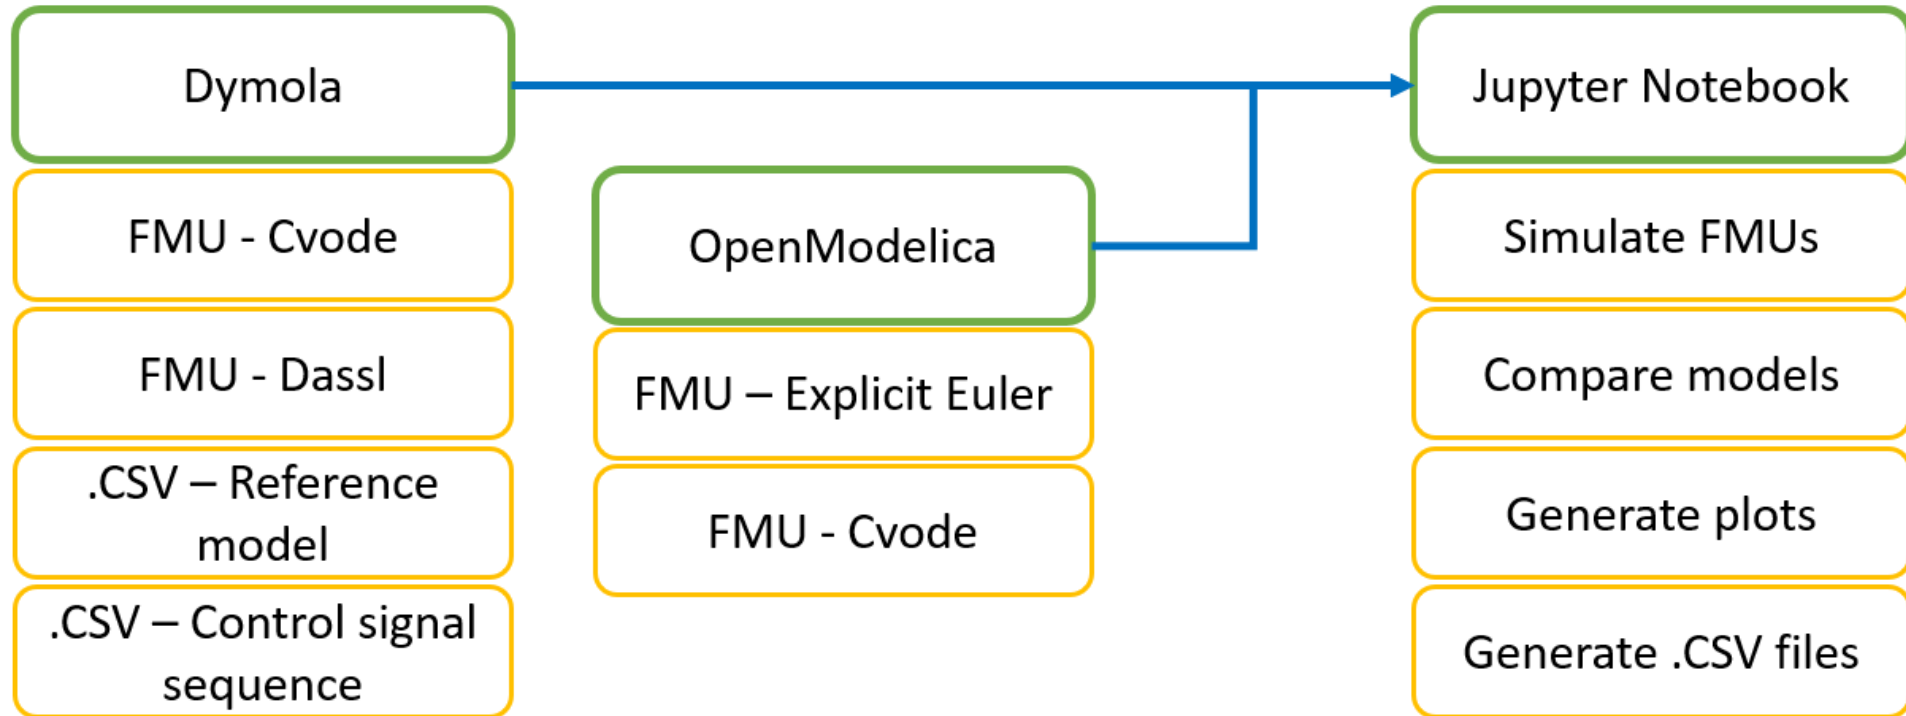 Dymola
FMU - Cvode
FMU - Dassl
.CSV – Reference
model
.CSV – Control signal
sequence
OpenModelica
FMU – Explicit Euler
FMU - Cvode
Jupyter Notebook
Simulate FMUs
Compare models
Generate plots
Generate .CSV files